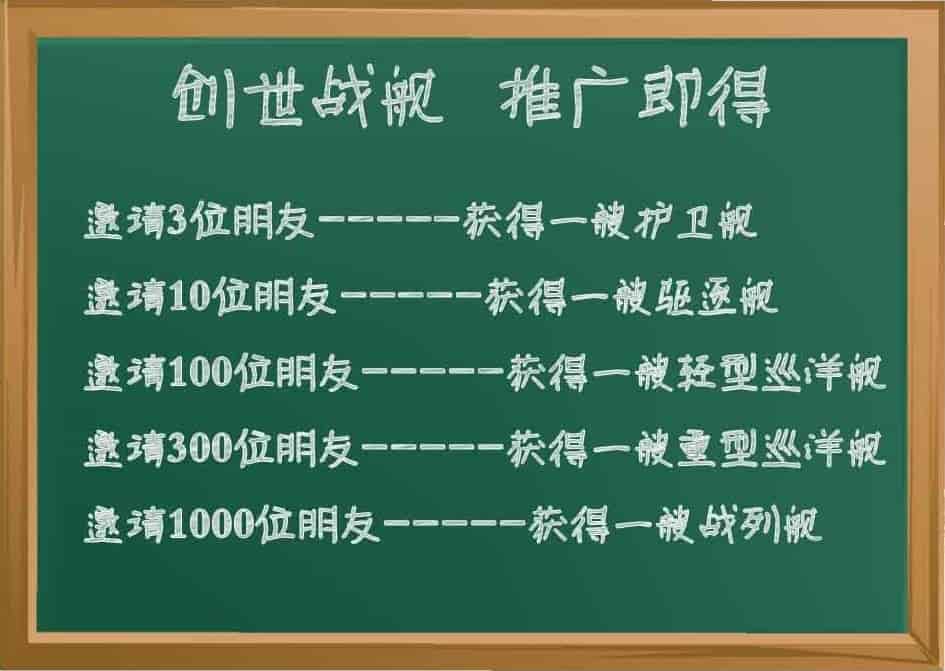 创世战舰 推广即得
邀请3位朋友-----获得一艘护卫舰
邀请10位朋友-----获得一艘驱逐舰
邀请100位朋友-----获得一艘轻型巡洋舰
邀请300位朋友-----获得一艘重型巡洋舰
邀请1000位朋友-----获得一艘战列舰